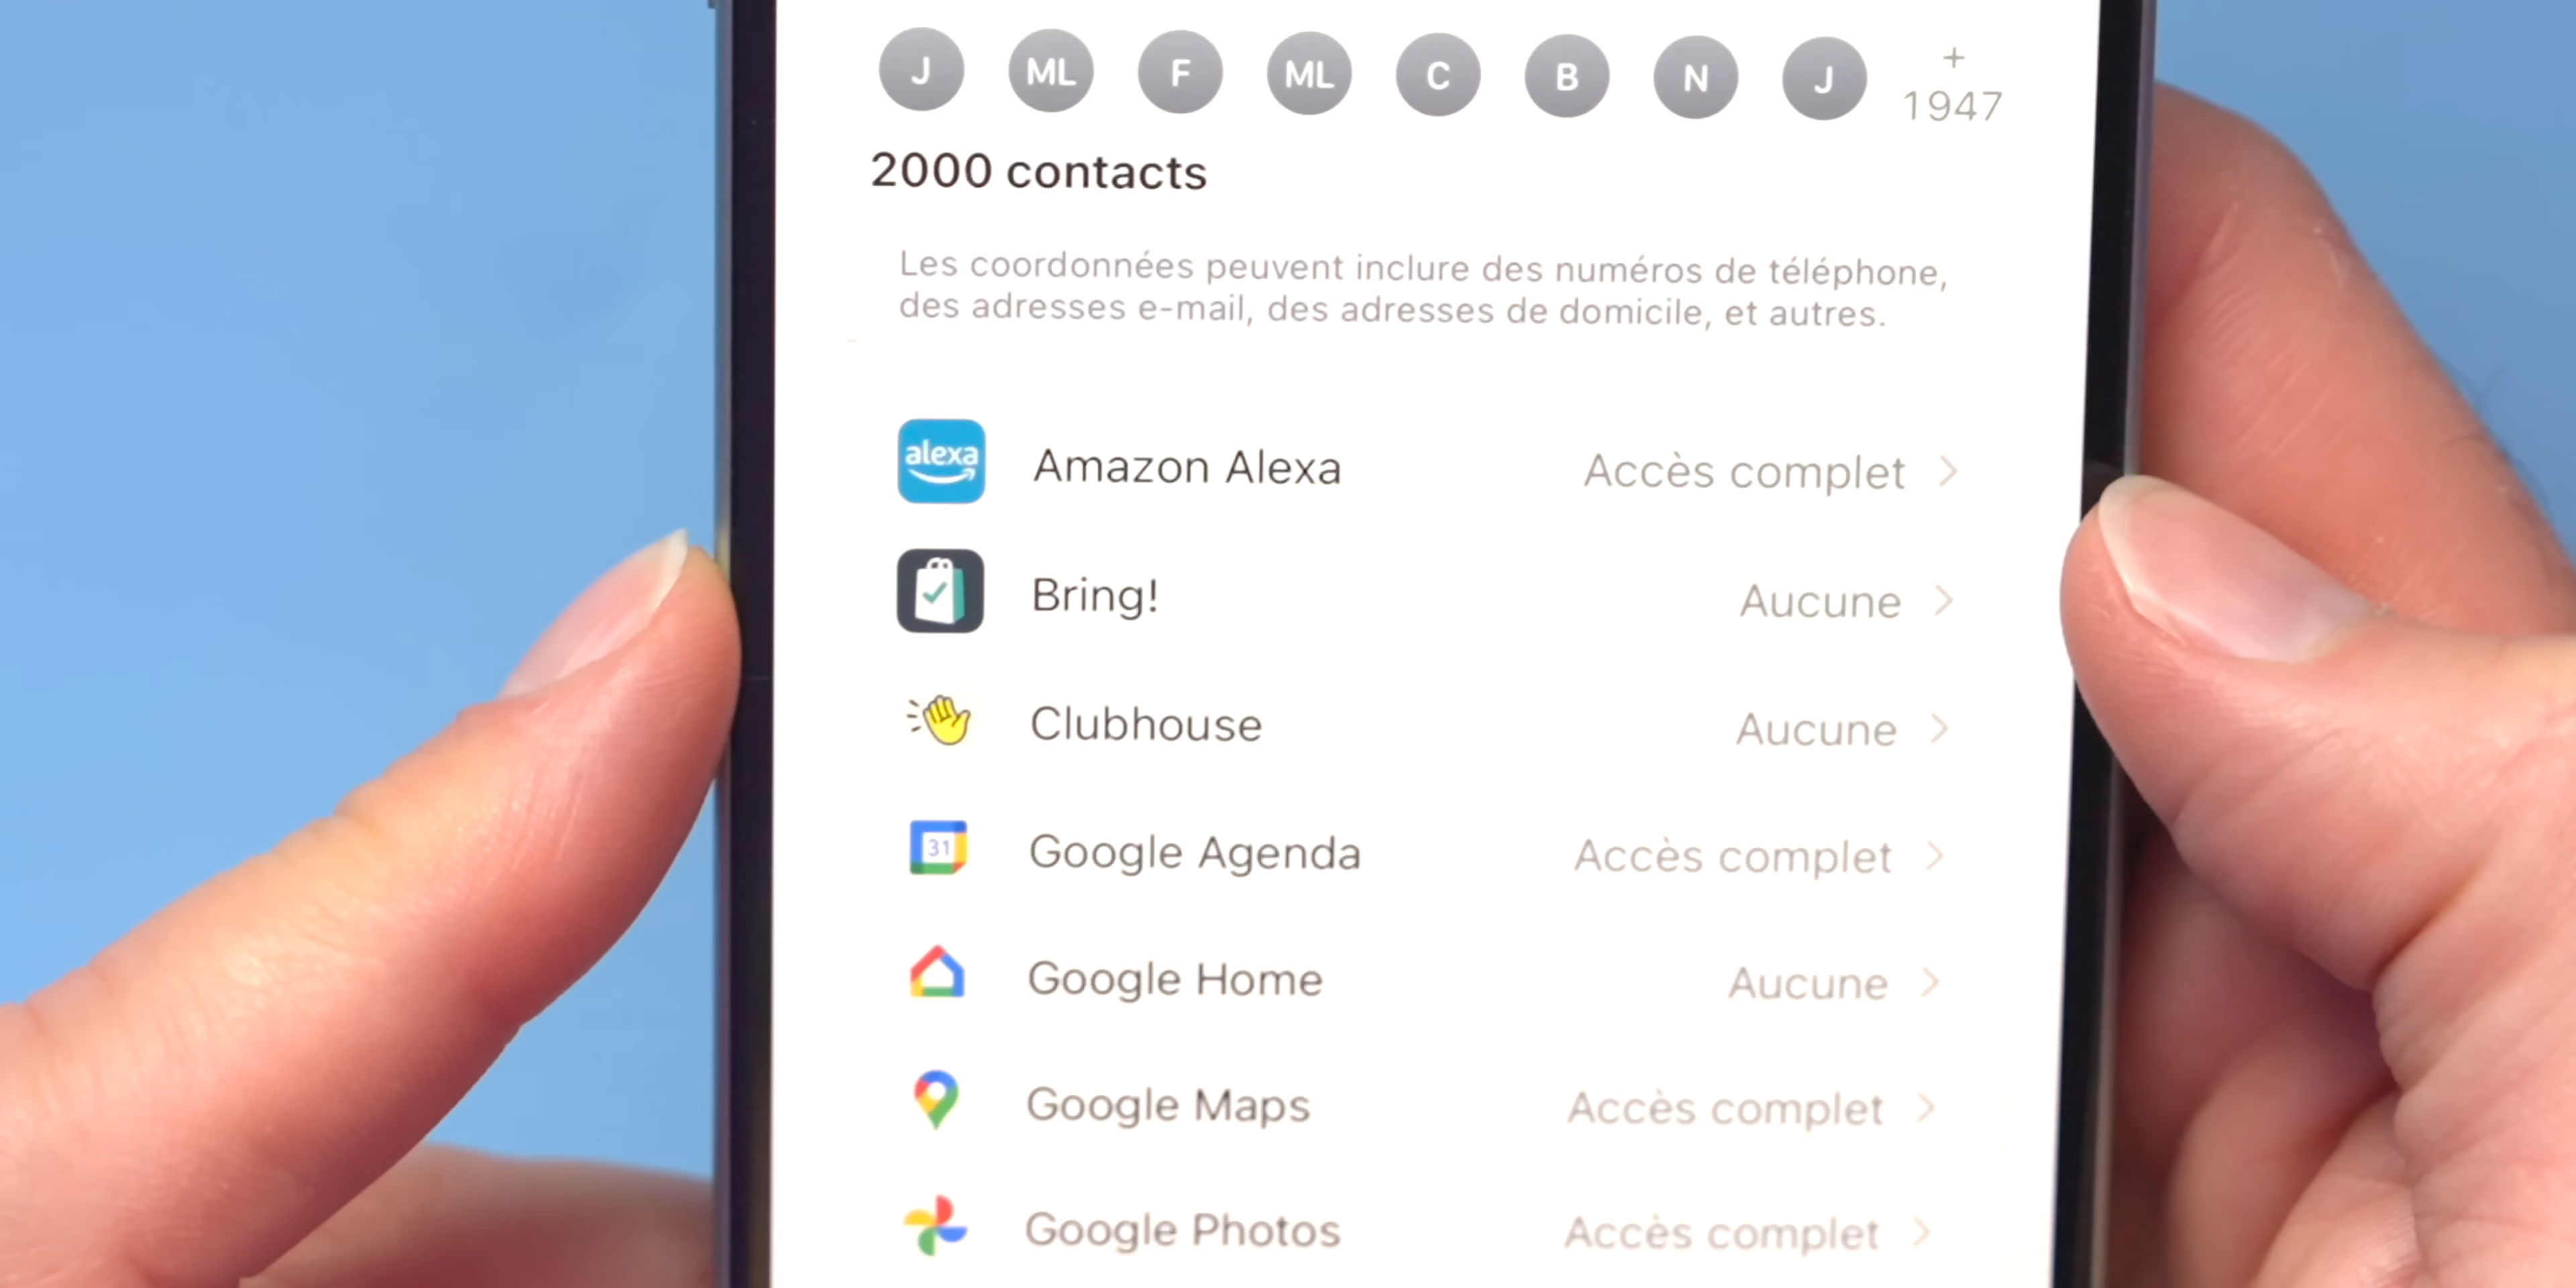 J ML F ML C B N J +
1947
2000 contacts
Les coordonnées peuvent inclure des numéros de téléphone,
des adresses e-mail, des adresses de domicile, et autres.
alexa Amazon Alexa Accès complet
Bring! Aucune
Clubhouse Aucune
31 Google Agenda Accès complet
Google Home Aucune
Google Maps Accès complet
Google Photos Accès complet